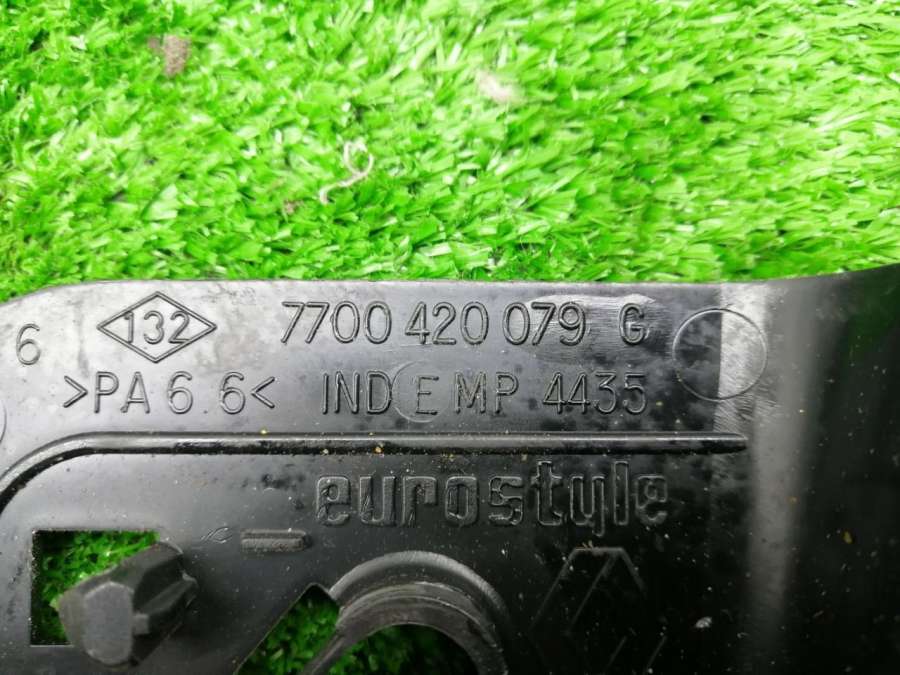 6 132 7700 420 079 G
>PA 6.6< IND E MP 4435
eurostyle